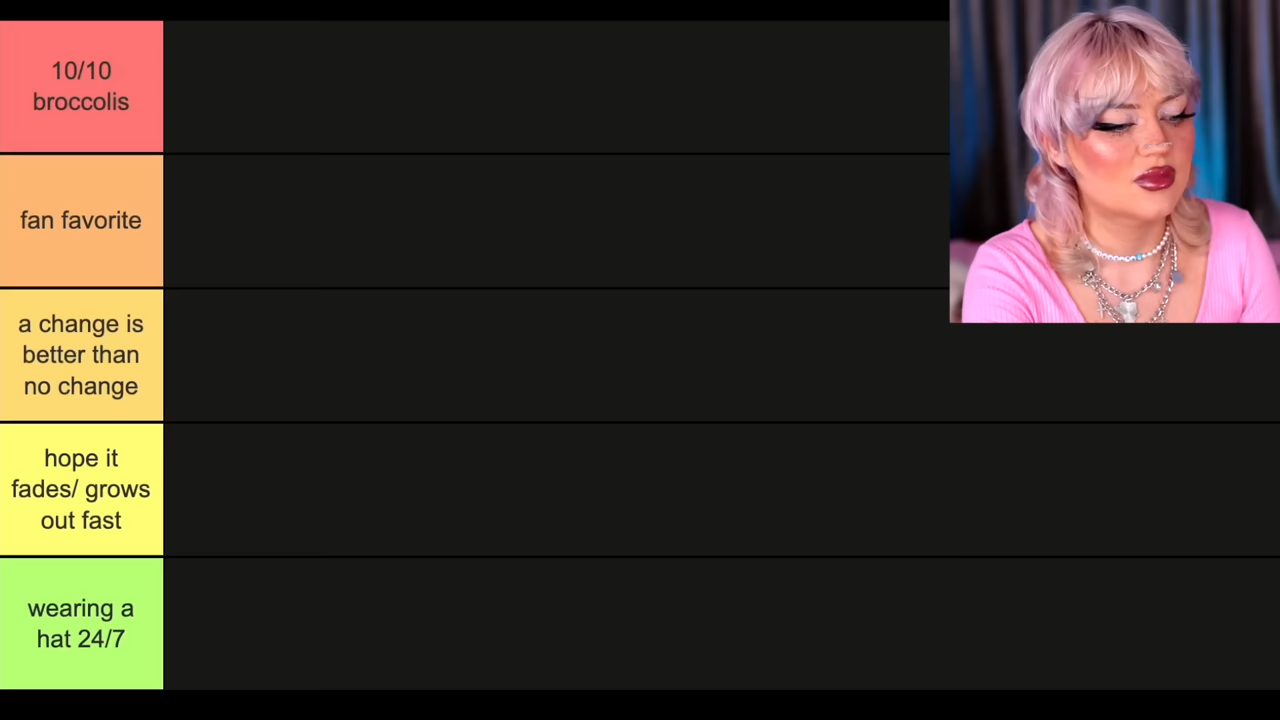 10/10
broccolis
fan favorite
a change is
better than
no change
hope it
fades/ grows
out fast
wearing a
hat 24/7